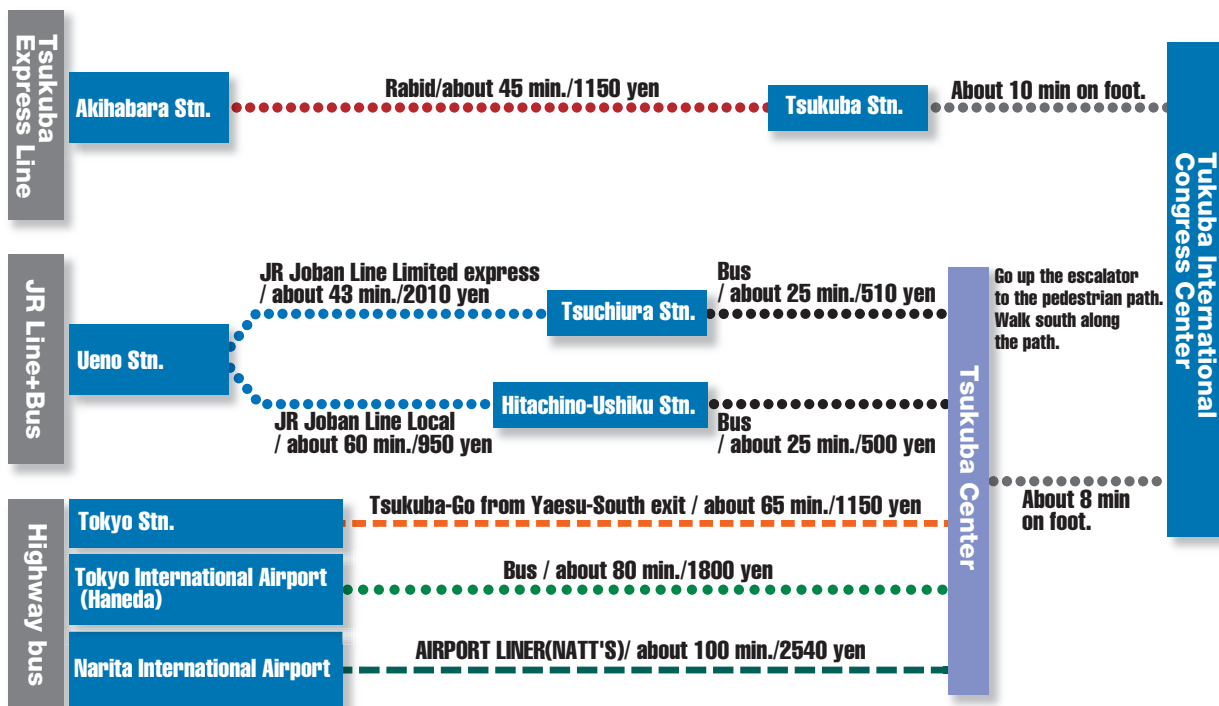 Tsukuba
Express Line
Akihabara Stn.
Rabid/about 45 min./1150 yen
Tsukuba Stn.
About 10 min on foot.
Tukuba International
Congress Center
JR Line+Bus
Ueno Stn.
JR Joban Line Limited express
/ about 43 min./2010 yen
Tsuchiura Stn.
Bus
/ about 25 min./510 yen
JR Joban Line Local
/ about 60 min./950 yen
Hitachino-Ushiku Stn.
Bus
/ about 25 min./500 yen
Tsukuba Center
Go up the escalator
to the pedestrian path.
Walk south along
the path.
About 8 min
on foot.
Highway bus
Tokyo Stn.
Tsukuba-Go from Yaesu-South exit / about 65 min./1150 yen
Tokyo International Airport
(Haneda)
Bus / about 80 min./1800 yen
Narita International Airport
AIRPORT LINER(NATT'S)/ about 100 min./2540 yen